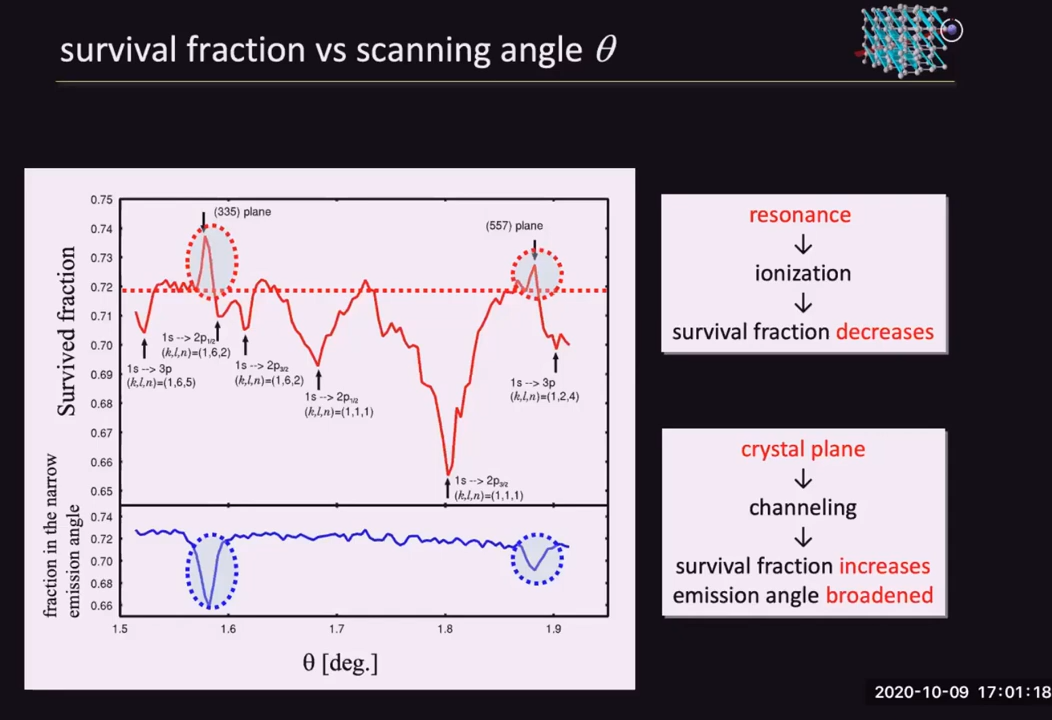 survival fraction vs scanning angle θ
0.75
0.74
0.73
0.72
0.71
0.70
0.69
0.68
0.67
0.66
0.65
Survived fraction
(335) plane
(557) plane
1s --> 3p
(k,l,n)=(1,6,5)
1s --> 2p1/2
(k,l,n)=(1,6,2)
1s --> 2p3/2
(k,l,n)=(1,6,2)
1s --> 2p1/2
(k,l,n)=(1,1,1)
1s --> 2p3/2
(k,l,n)=(1,1,1)
1s --> 3p
(k,l,n)=(1,2,4)
0.74
0.72
0.70
0.68
0.66
fraction in the narrow
emission angle
1.5 1.6 1.7 1.8 1.9
θ [deg.]
resonance
↓
ionization
↓
survival fraction decreases
crystal plane
↓
channeling
↓
survival fraction increases
emission angle broadened
2020-10-09 17:01:18